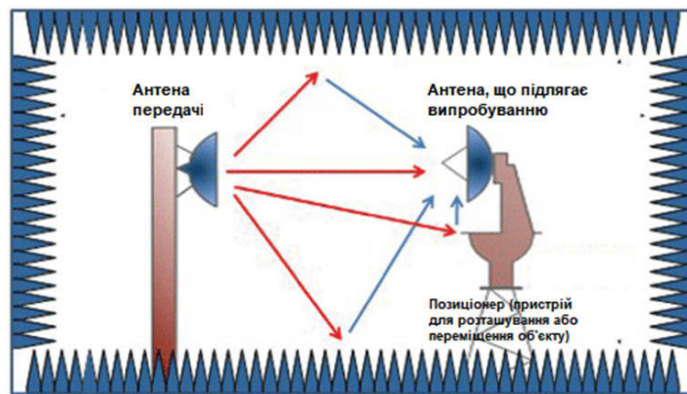 Антена
передачі
Антена, що підлягає
випробуванню
Позиціонер (пристрій
для розташування або
переміщення об'єкту)